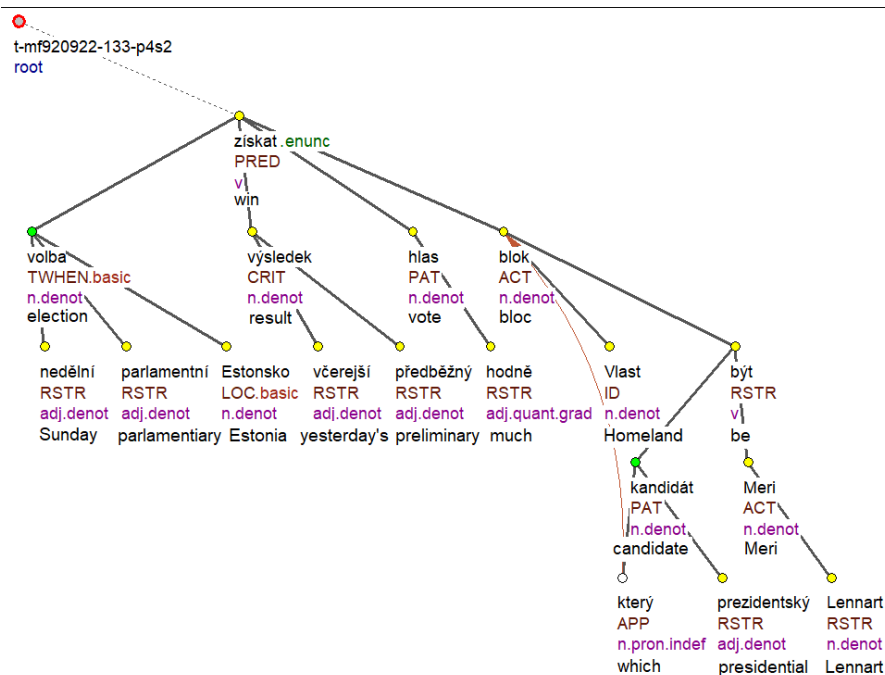 t-mf920922-133-p4s2
root
získat.enunc
PRED
v
win
volba výsledek hlas blok
TWHEN.basic CRIT PAT ACT
n.denot n.denot n.denot n.denot
election result vote bloc
nedělní parlamentní Estonsko včerejší předběžný hodně Vlast být
RSTR RSTR LOC.basic RSTR RSTR RSTR ID RSTR
adj.denot adj.denot n.denot adj.denot adj.denot adj.quant.grad n.denot v
Sunday parlamentiary Estonia yesterday's preliminary much Homeland be
kandidát Meri
PAT ACT
n.denot n.denot
candidate Meri
který prezidentský Lennart
APP RSTR RSTR
n.pron.indef adj.denot n.denot
which presidential Lennart